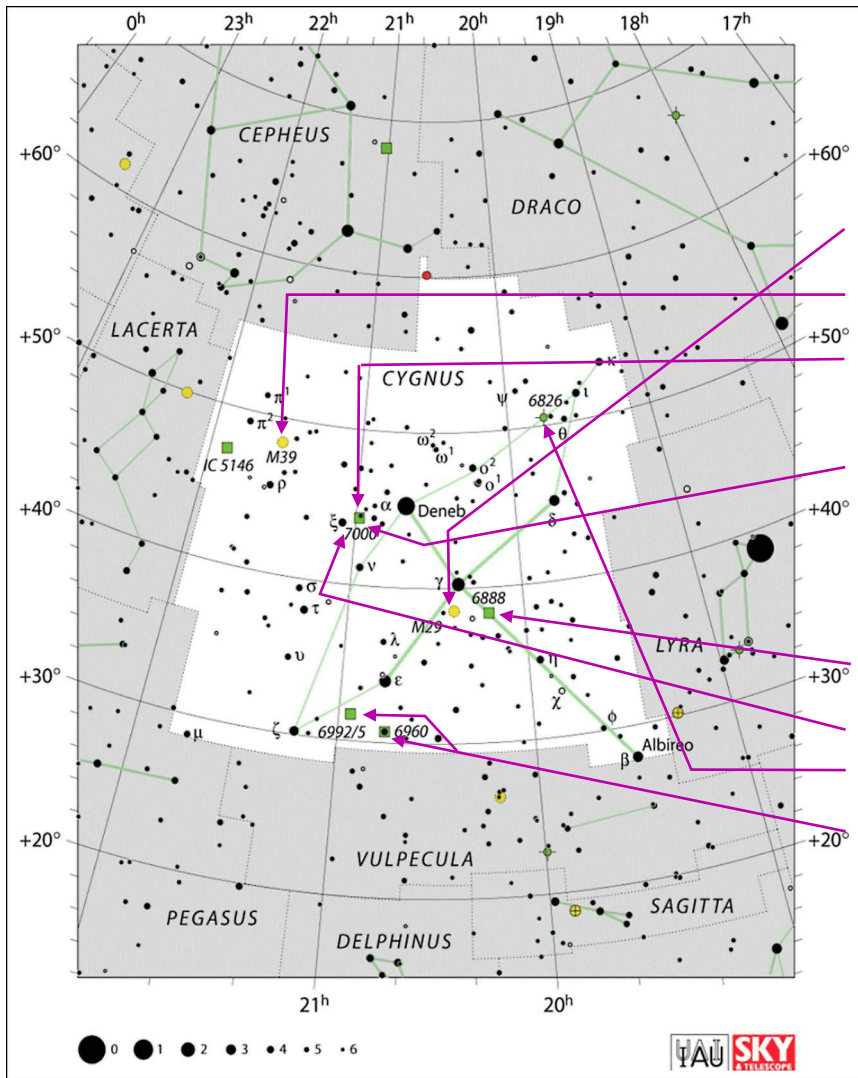 0h 23h 22h 21h 20h 19h 18h 17h
CEPHEUS
+60° +60°
DRACO
LACERTA
+50° +50°
CYGNUS
κ
π¹ ψ ι
6826
π² θ
ω² ω¹
IC 5146 M39
ο²
ρ ο¹
+40° α Deneb +40°
ξ 7000 δ
ν
γ
σ 6888
τ M29
λ LYRA
υ η
+30° ε +30°
χ
ζ φ
μ 6992/5 6960 Albireo
β
+20° +20°
VULPECULA
PEGASUS SAGITTA
DELPHINUS
21h 20h
0 1 2 3 4 5 6
IAU SKY
& TELESCOPE